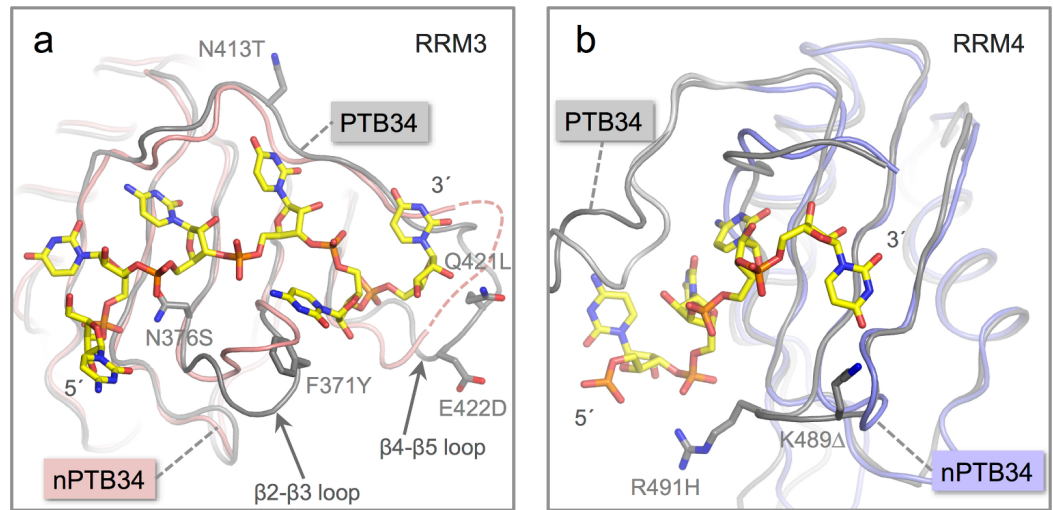 a
RRM3
N413T
PTB34
3´
Q421L
N376S
5´
F371Y
E422D
β4–β5 loop
nPTB34
β2–β3 loop
b
RRM4
PTB34
3´
5´
K489Δ
R491H
nPTB34